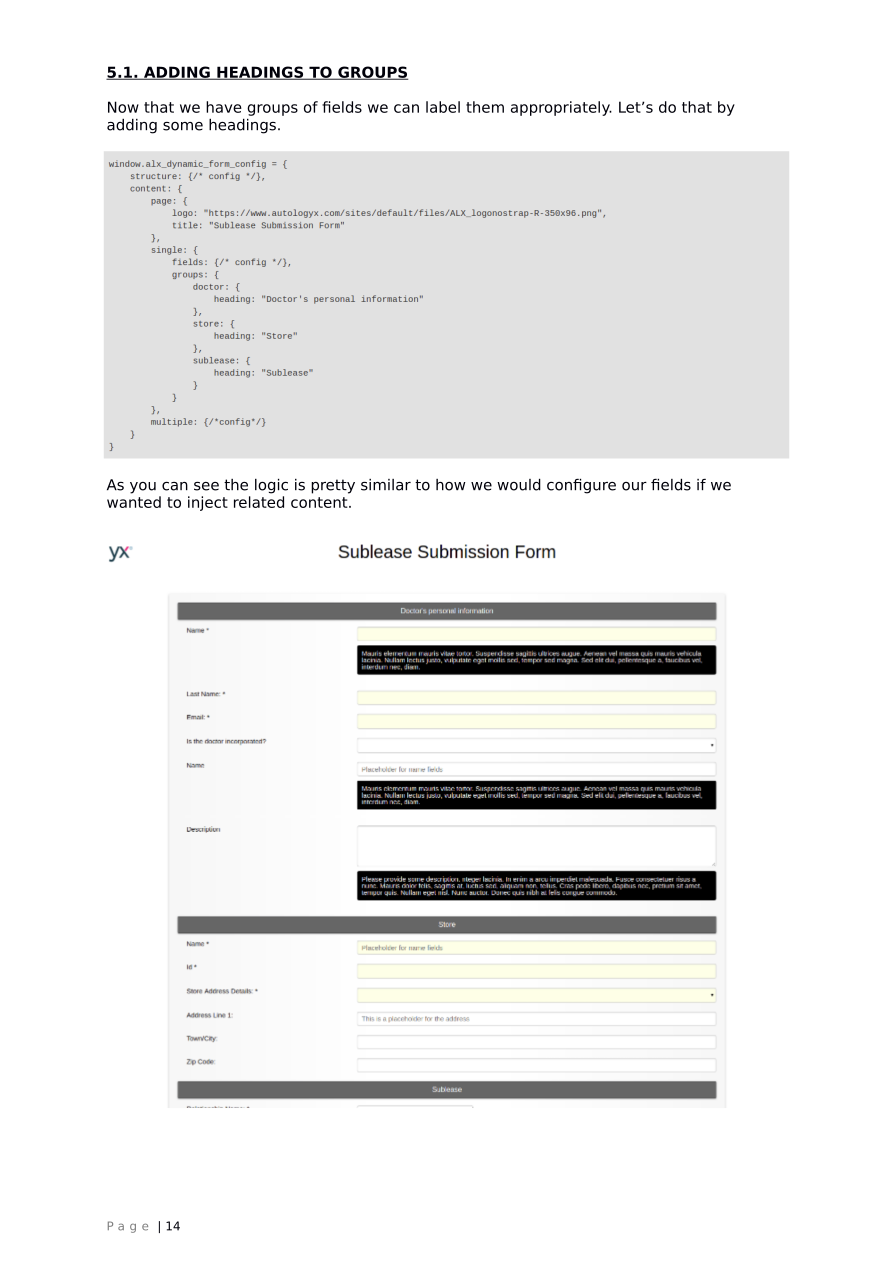 5.1. ADDING HEADINGS TO GROUPS
Now that we have groups of fields we can label them appropriately. Let’s do that by
adding some headings.
window.alx_dynamic_form_config = {
    structure: {/* config */},
    content: {
        page: {
            logo: "https://www.autologyx.com/sites/default/files/ALX_logonostrap-R-350x96.png",
            title: "Sublease Submission Form"
        },
        single: {
            fields: {/* config */},
            groups: {
                doctor: {
                    heading: "Doctor's personal information"
                },
                store: {
                    heading: "Store"
                },
                sublease: {
                    heading: "Sublease"
                }
            }
        },
        multiple: {/*config*/}
    }
}
As you can see the logic is pretty similar to how we would configure our fields if we
wanted to inject related content.
yx
Sublease Submission Form
Doctor's personal information
Name *
Mauris elementum mauris vitae tortor. Suspendisse sagittis ultrices augue. Aenean vel massa quis mauris vehicula
lacinia. Nullam lectus justo, vulputate eget mollis sed, tempor sed magna. Sed elit dui, pellentesque a, faucibus vel,
interdum nec, diam.
Last Name: *
Email: *
Is the doctor incorporated?
Name
Placeholder for name fields
Mauris elementum mauris vitae tortor. Suspendisse sagittis ultrices augue. Aenean vel massa quis mauris vehicula
lacinia. Nullam lectus justo, vulputate eget mollis sed, tempor sed magna. Sed elit dui, pellentesque a, faucibus vel,
interdum nec, diam.
Description
Please provide some description. Integer lacinia. In enim a arcu imperdiet malesuada. Fusce consectetuer risus a
nunc. Mauris dolor felis, sagittis at, luctus sed, aliquam non, tellus. Cras pede libero, dapibus nec, pretium sit amet,
tempor quis. Nullam eget nisl. Nunc auctor. Donec quis nibh at felis congue commodo.
Store
Name *
Placeholder for name fields
Id *
Store Address Details: *
Address Line 1:
This is a placeholder for the address
Town/City:
Zip Code:
Sublease
Relationship Name: *
Page | 14